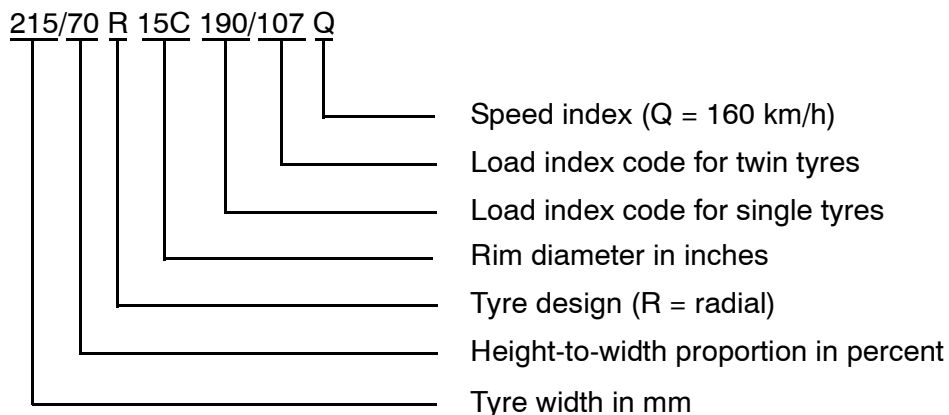 215/70 R 15C 190/107 Q
Speed index (Q = 160 km/h)
Load index code for twin tyres
Load index code for single tyres
Rim diameter in inches
Tyre design (R = radial)
Height-to-width proportion in percent
Tyre width in mm